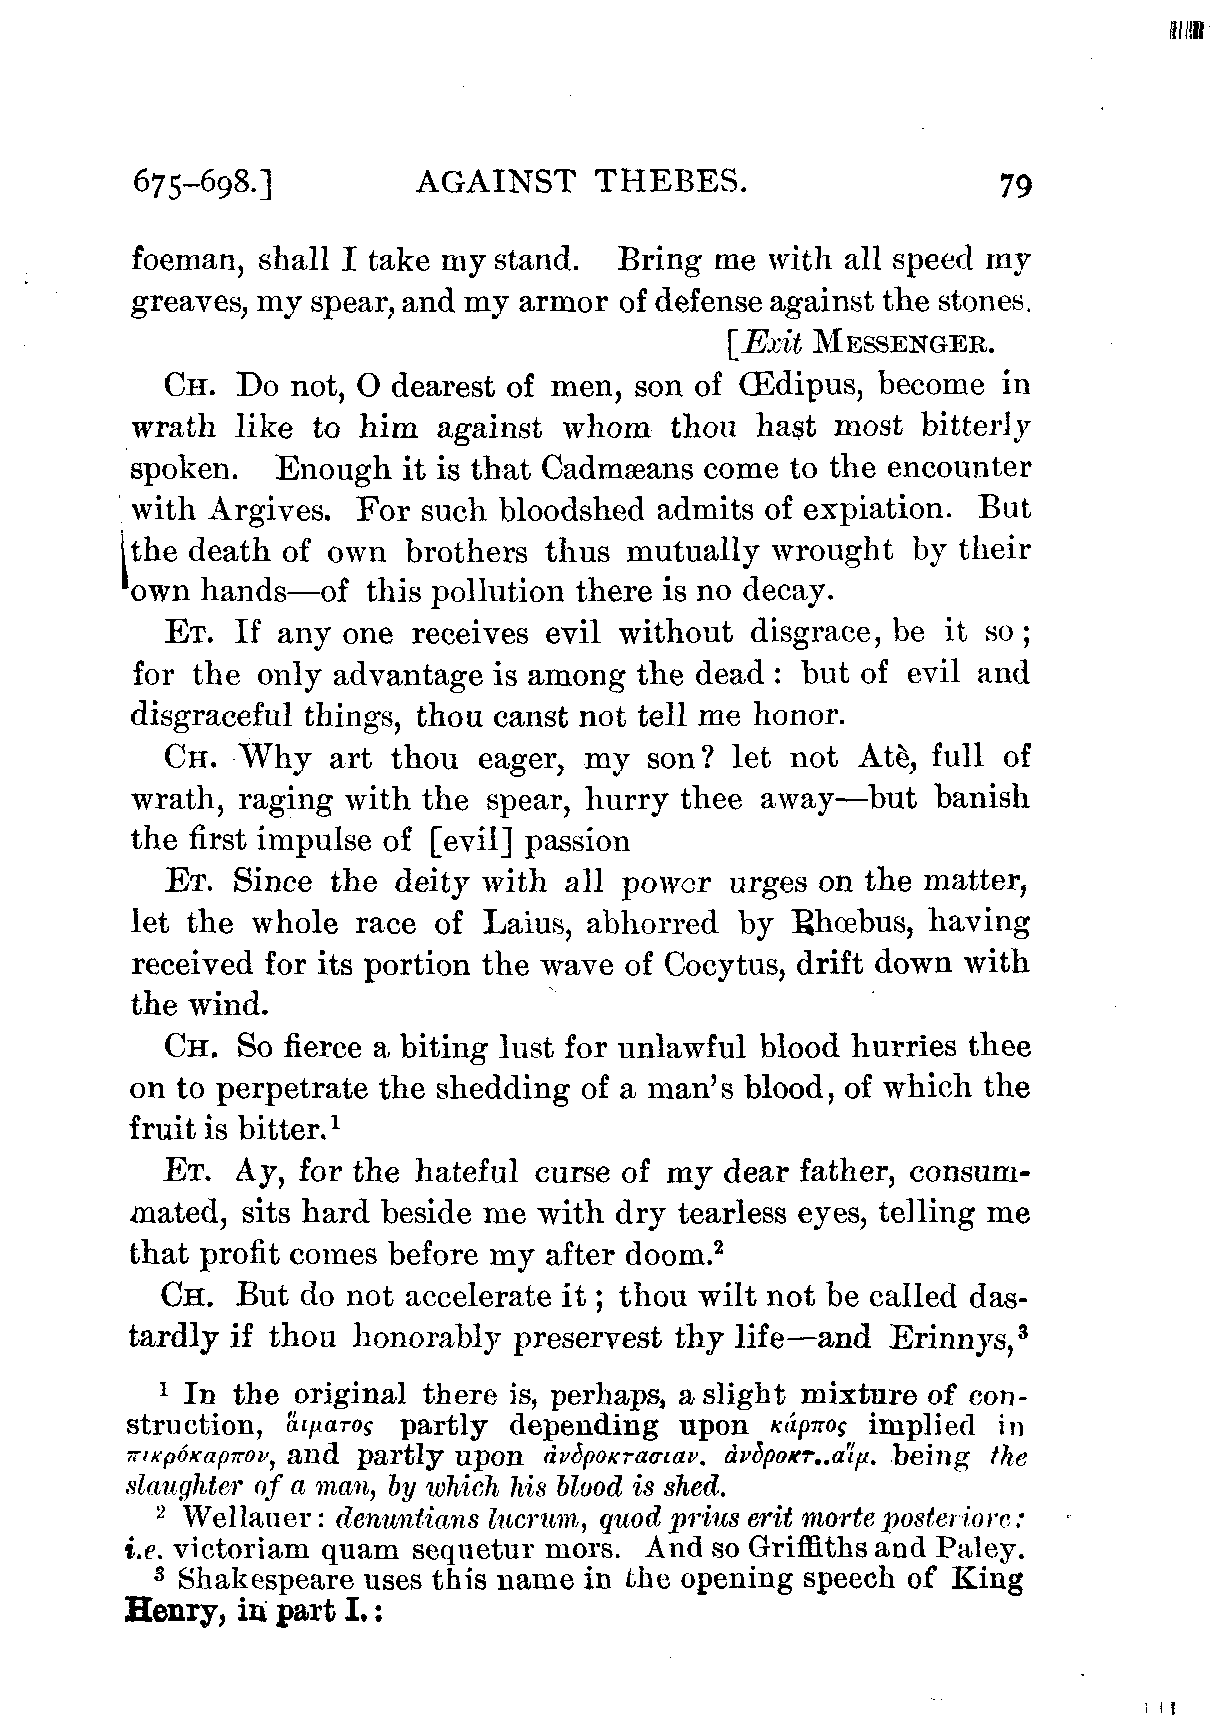 675–698.] AGAINST THEBES. 79
foeman, shall I take my stand. Bring me with all speed my
greaves, my spear, and my armor of defense against the stones.
[Exit MESSENGER.
CH. Do not, O dearest of men, son of Œdipus, become in
wrath like to him against whom thou hast most bitterly
spoken. Enough it is that Cadmæans come to the encounter
with Argives. For such bloodshed admits of expiation. But
the death of own brothers thus mutually wrought by their
own hands—of this pollution there is no decay.
ET. If any one receives evil without disgrace, be it so;
for the only advantage is among the dead: but of evil and
disgraceful things, thou canst not tell me honor.
CH. Why art thou eager, my son? let not Atè, full of
wrath, raging with the spear, hurry thee away—but banish
the first impulse of [evil] passion
ET. Since the deity with all power urges on the matter,
let the whole race of Laius, abhorred by Phœbus, having
received for its portion the wave of Cocytus, drift down with
the wind.
CH. So fierce a biting lust for unlawful blood hurries thee
on to perpetrate the shedding of a man's blood, of which the
fruit is bitter.¹
ET. Ay, for the hateful curse of my dear father, consum-
mated, sits hard beside me with dry tearless eyes, telling me
that profit comes before my after doom.²
CH. But do not accelerate it; thou wilt not be called das-
tardly if thou honorably preservest thy life—and Erinnys,³
¹ In the original there is, perhaps, a slight mixture of con-
struction, ἅιματος partly depending upon κάρπος implied in
πικρόκαρπον, and partly upon ἀνδροκτασιαν. ἀνδροκτ..αἵμ. being the
slaughter of a man, by which his blood is shed.
² Wellauer: denuntians lucrum, quod prius erit morte posteriore:
i.e. victoriam quam sequetur mors. And so Griffiths and Paley.
³ Shakespeare uses this name in the opening speech of King
Henry, in part I.: